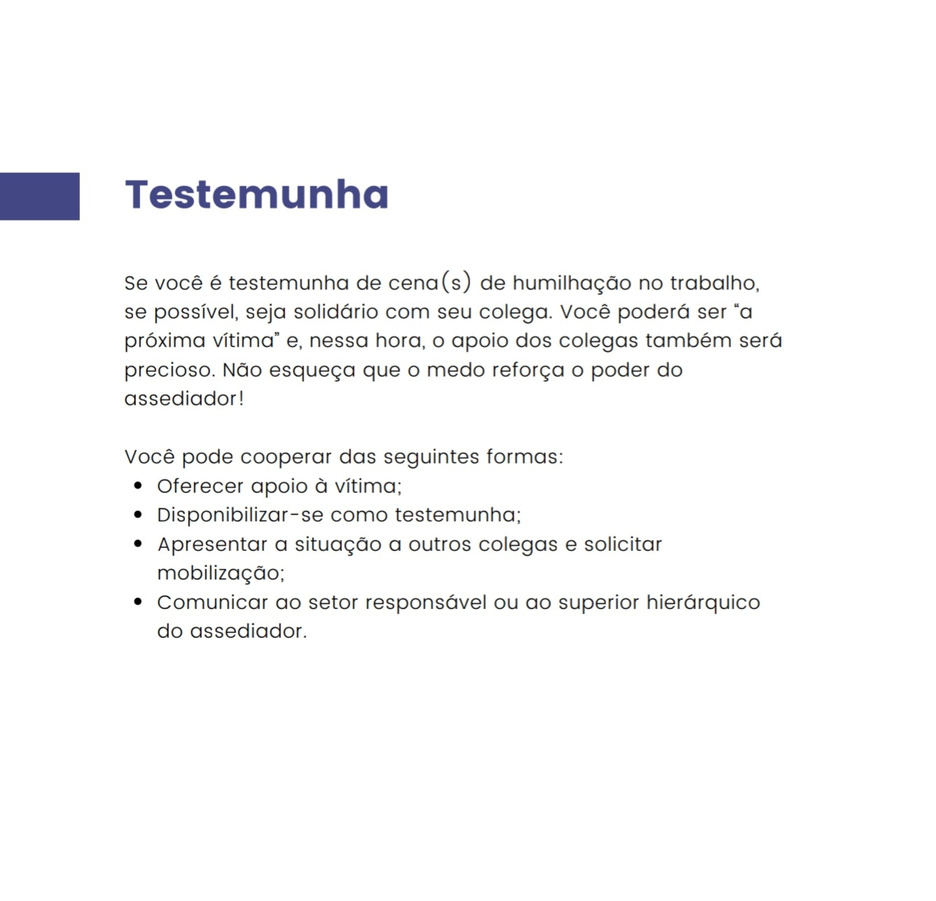 Testemunha
Se você é testemunha de cena(s) de humilhação no trabalho,
se possível, seja solidário com seu colega. Você poderá ser “a
próxima vítima” e, nessa hora, o apoio dos colegas também será
precioso. Não esqueça que o medo reforça o poder do
assediador!
Você pode cooperar das seguintes formas:
• Oferecer apoio à vítima;
• Disponibilizar-se como testemunha;
• Apresentar a situação a outros colegas e solicitar
mobilização;
• Comunicar ao setor responsável ou ao superior hierárquico
do assediador.